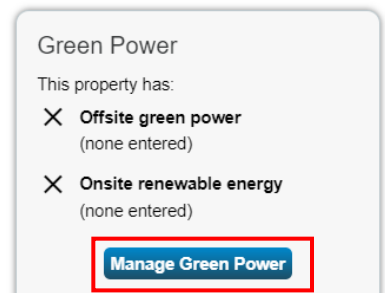 Green Power
This property has:
Offsite green power
(none entered)
Onsite renewable energy
(none entered)
Manage Green Power